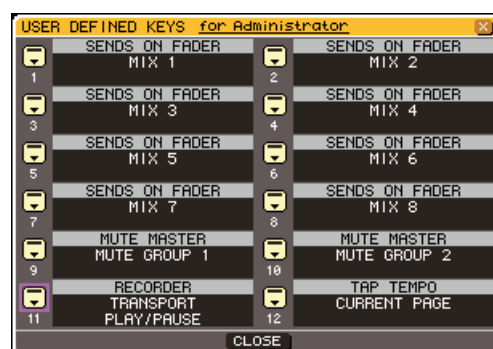 USER DEFINED KEYS for Administrator
SENDS ON FADER
MIX 1
1
SENDS ON FADER
MIX 2
2
SENDS ON FADER
MIX 3
3
SENDS ON FADER
MIX 4
4
SENDS ON FADER
MIX 5
5
SENDS ON FADER
MIX 6
6
SENDS ON FADER
MIX 7
7
SENDS ON FADER
MIX 8
8
MUTE MASTER
MUTE GROUP 1
9
MUTE MASTER
MUTE GROUP 2
10
RECORDER
TRANSPORT
PLAY/PAUSE
11
TAP TEMPO
CURRENT PAGE
12
CLOSE